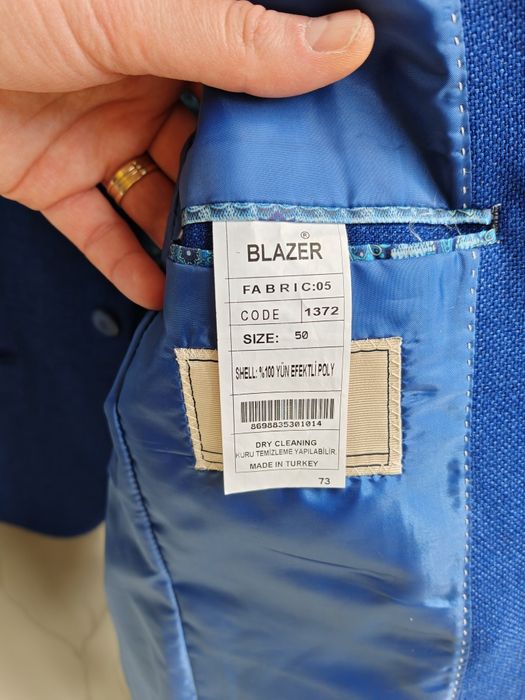 BLAZER ®
FABRIC:05
CODE 1372
SIZE: 50
SHELL: %100 YÜN EFEKTLİ POLY
8698835301014
DRY CLEANING
KURU TEMİZLEME YAPILABİLİR.
MADE IN TURKEY
73